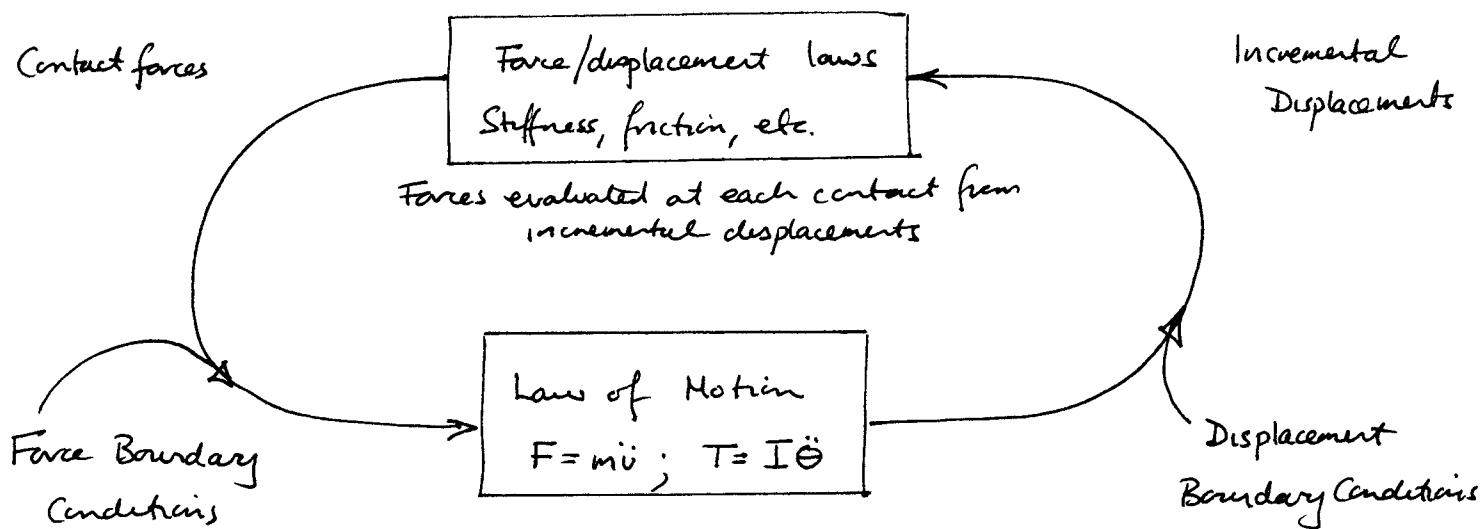 Contact forces
Force/displacement laws
Stiffness, friction, etc.
Incremental
Displacements
Forces evaluated at each contact from
incremental displacements
Law of Motion
F = mü ; T = Iθ̈
Force Boundary
Conditions
Displacement
Boundary Conditions